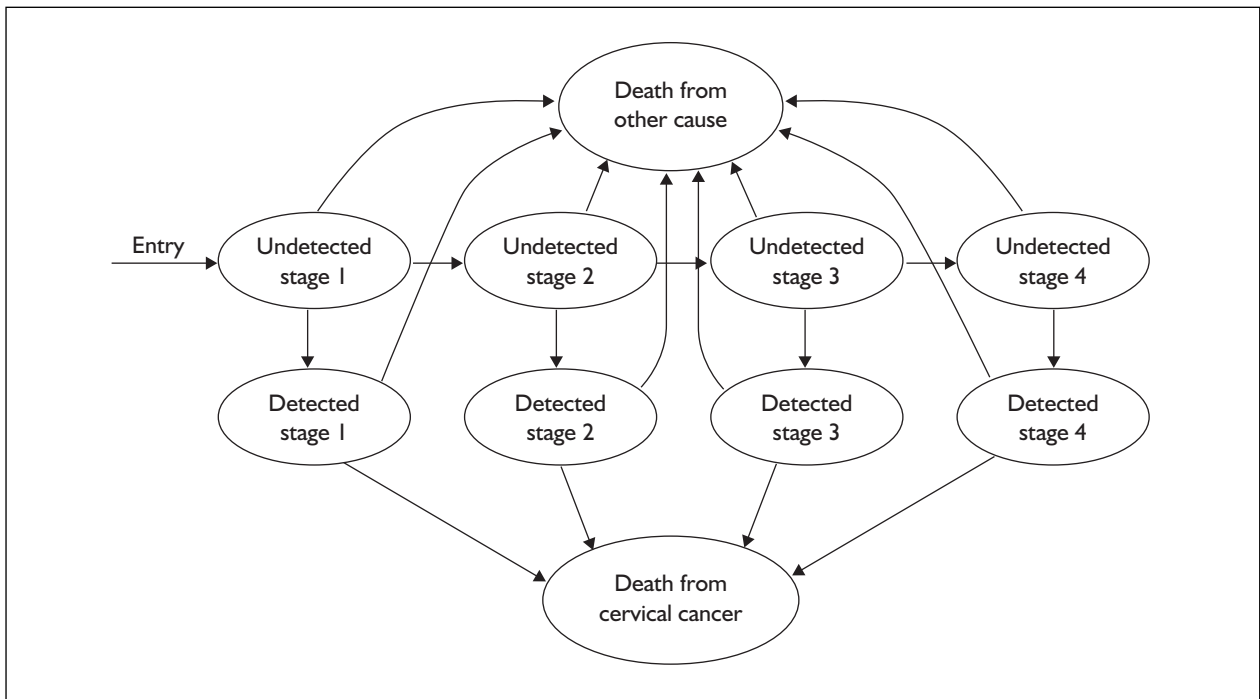 Death from
other cause
Entry
Undetected
stage 1
Undetected
stage 2
Undetected
stage 3
Undetected
stage 4
Detected
stage 1
Detected
stage 2
Detected
stage 3
Detected
stage 4
Death from
cervical cancer